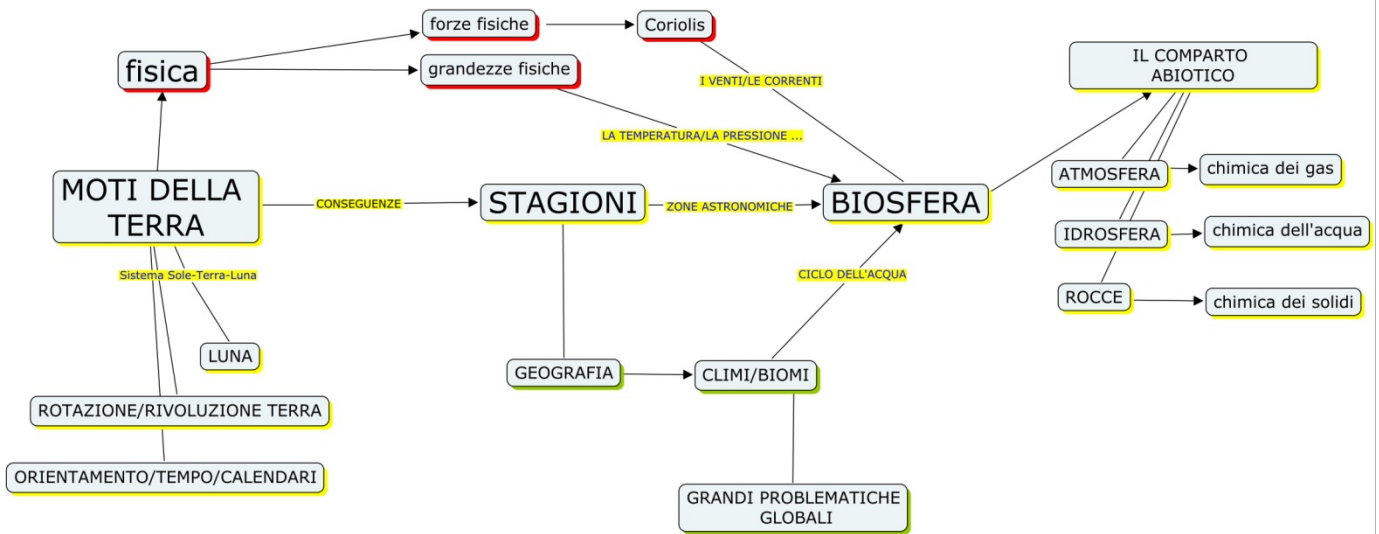 forze fisiche
Coriolis
fisica
grandezze fisiche
IL COMPARTO
ABIOTICO
I VENTI/LE CORRENTI
LA TEMPERATURA/LA PRESSIONE ...
MOTI DELLA
TERRA
CONSEGUENZE
STAGIONI
ZONE ASTRONOMICHE
BIOSFERA
ATMOSFERA
chimica dei gas
IDROSFERA
chimica dell'acqua
ROCCE
chimica dei solidi
Sistema Sole-Terra-Luna
CICLO DELL'ACQUA
LUNA
GEOGRAFIA
CLIMI/BIOMI
ROTAZIONE/RIVOLUZIONE TERRA
ORIENTAMENTO/TEMPO/CALENDARI
GRANDI PROBLEMATICHE
GLOBALI